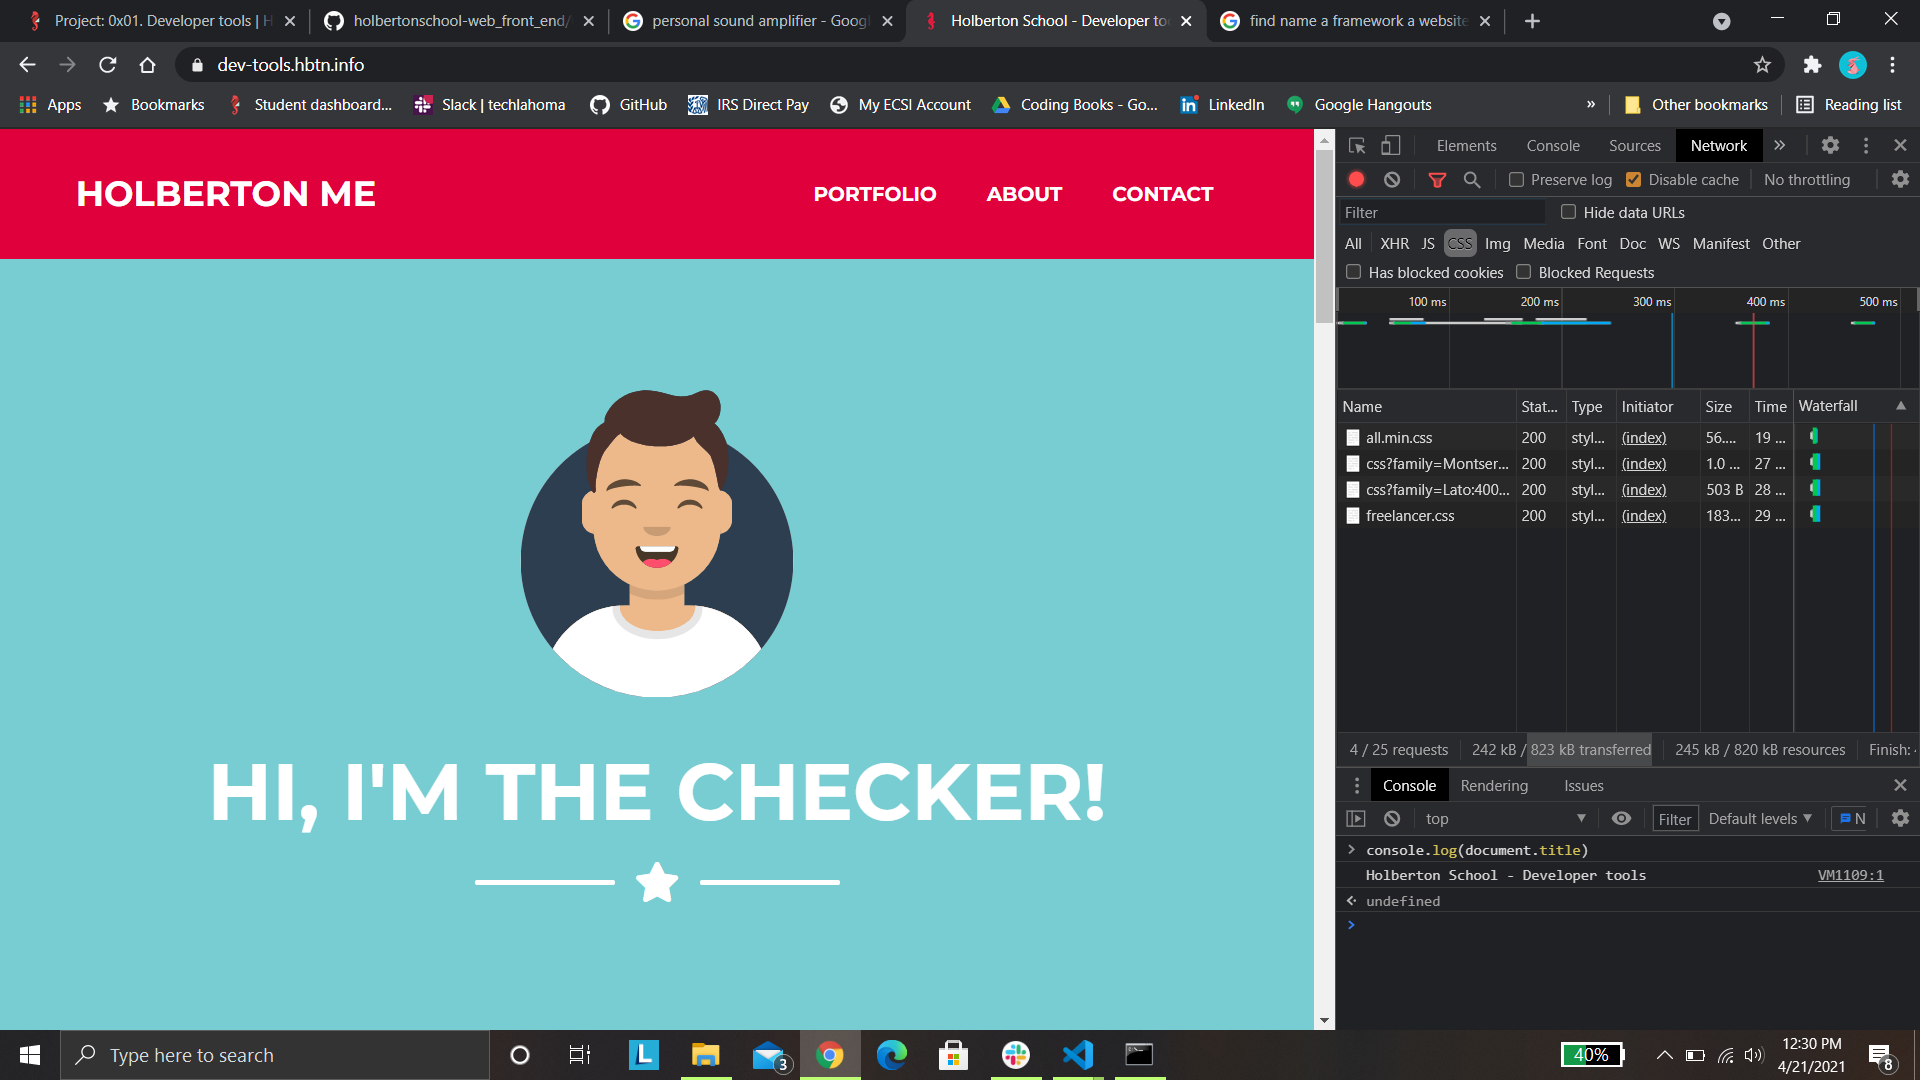 Project: 0x01. Developer tools | H
holbertonschool-web_front_end/
personal sound amplifier - Goog
Holberton School - Developer to
find name a framework a website
dev-tools.hbtn.info
Apps
Bookmarks
Student dashboard...
Slack | techlahoma
GitHub
IRS Direct Pay
My ECSI Account
Coding Books - Go...
LinkedIn
Google Hangouts
»
Other bookmarks
Reading list
HOLBERTON ME
PORTFOLIO
ABOUT
CONTACT
HI, I'M THE CHECKER!
Elements
Console
Sources
Network
»
Preserve log
Disable cache
No throttling
Filter
Hide data URLs
All
XHR
JS
CSS
Img
Media
Font
Doc
WS
Manifest
Other
Has blocked cookies
Blocked Requests
100 ms
200 ms
300 ms
400 ms
500 ms
Name
Stat...
Type
Initiator
Size
Time
Waterfall
all.min.css 200 styl... (index) 56.... 19 ...
css?family=Montser... 200 styl... (index) 1.0 ... 27 ...
css?family=Lato:400... 200 styl... (index) 503 B 28 ...
freelancer.css 200 styl... (index) 183... 29 ...
4 / 25 requests
242 kB / 823 kB transferred
245 kB / 820 kB resources
Finish:
Console
Rendering
Issues
top
Filter
Default levels
N
console.log(document.title)
Holberton School - Developer tools
VM1109:1
undefined
Type here to search
L
3
40%
12:30 PM
4/21/2021
8